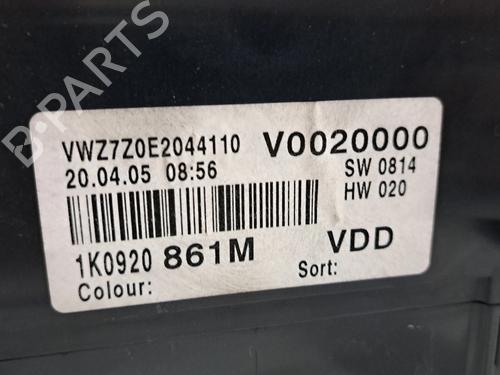 B-PARTS
VWZ7Z0E2044110 V0020000
20.04.05 08:56 SW 0814
HW 020
1K0920 861M VDD
Colour: Sort: